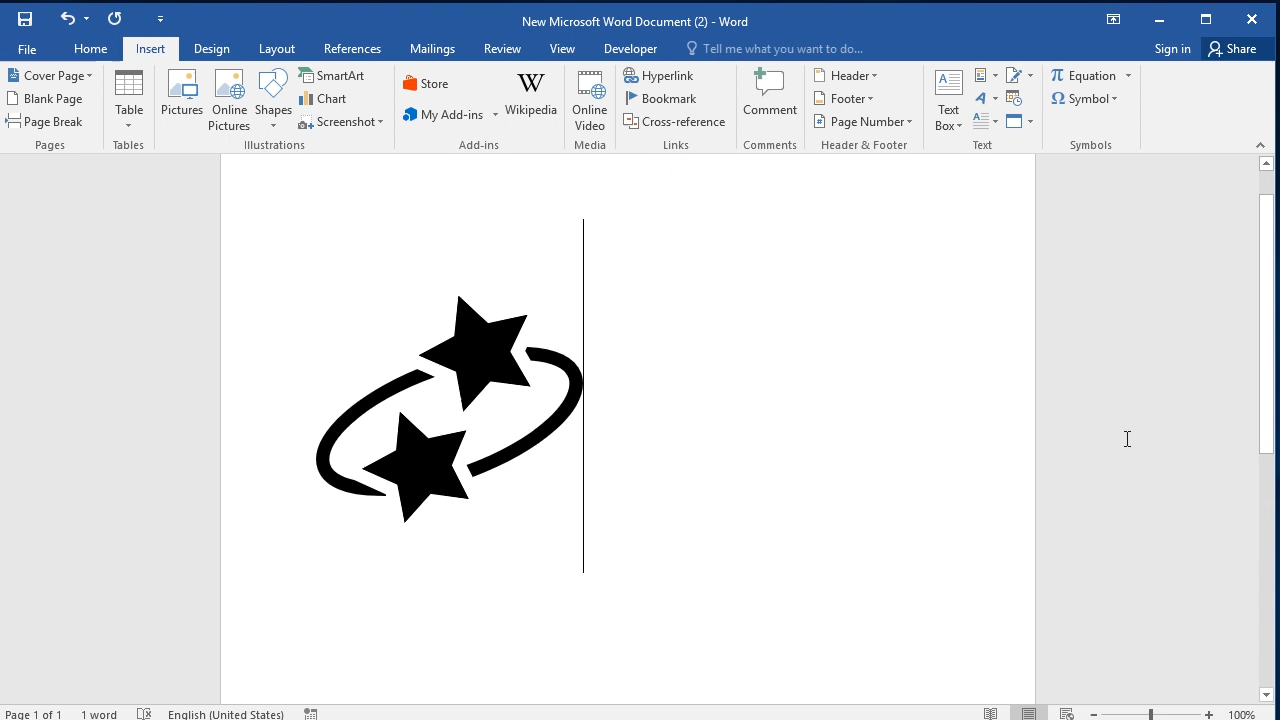 New Microsoft Word Document (2) - Word
File Home Insert Design Layout References Mailings Review View Developer Tell me what you want to do... Sign in Share
Cover Page
Blank Page
Page Break
Pages
Table
Tables
Pictures
Online Pictures
Shapes
SmartArt
Chart
Screenshot
Illustrations
Store
My Add-ins
W
Wikipedia
Add-ins
Online Video
Media
Hyperlink
Bookmark
Cross-reference
Links
Comment
Comments
Header
Footer
Page Number
Header & Footer
A
Text Box
A
A
Text
π Equation
Ω Symbol
Symbols
Page 1 of 1 1 word English (United States) 100%